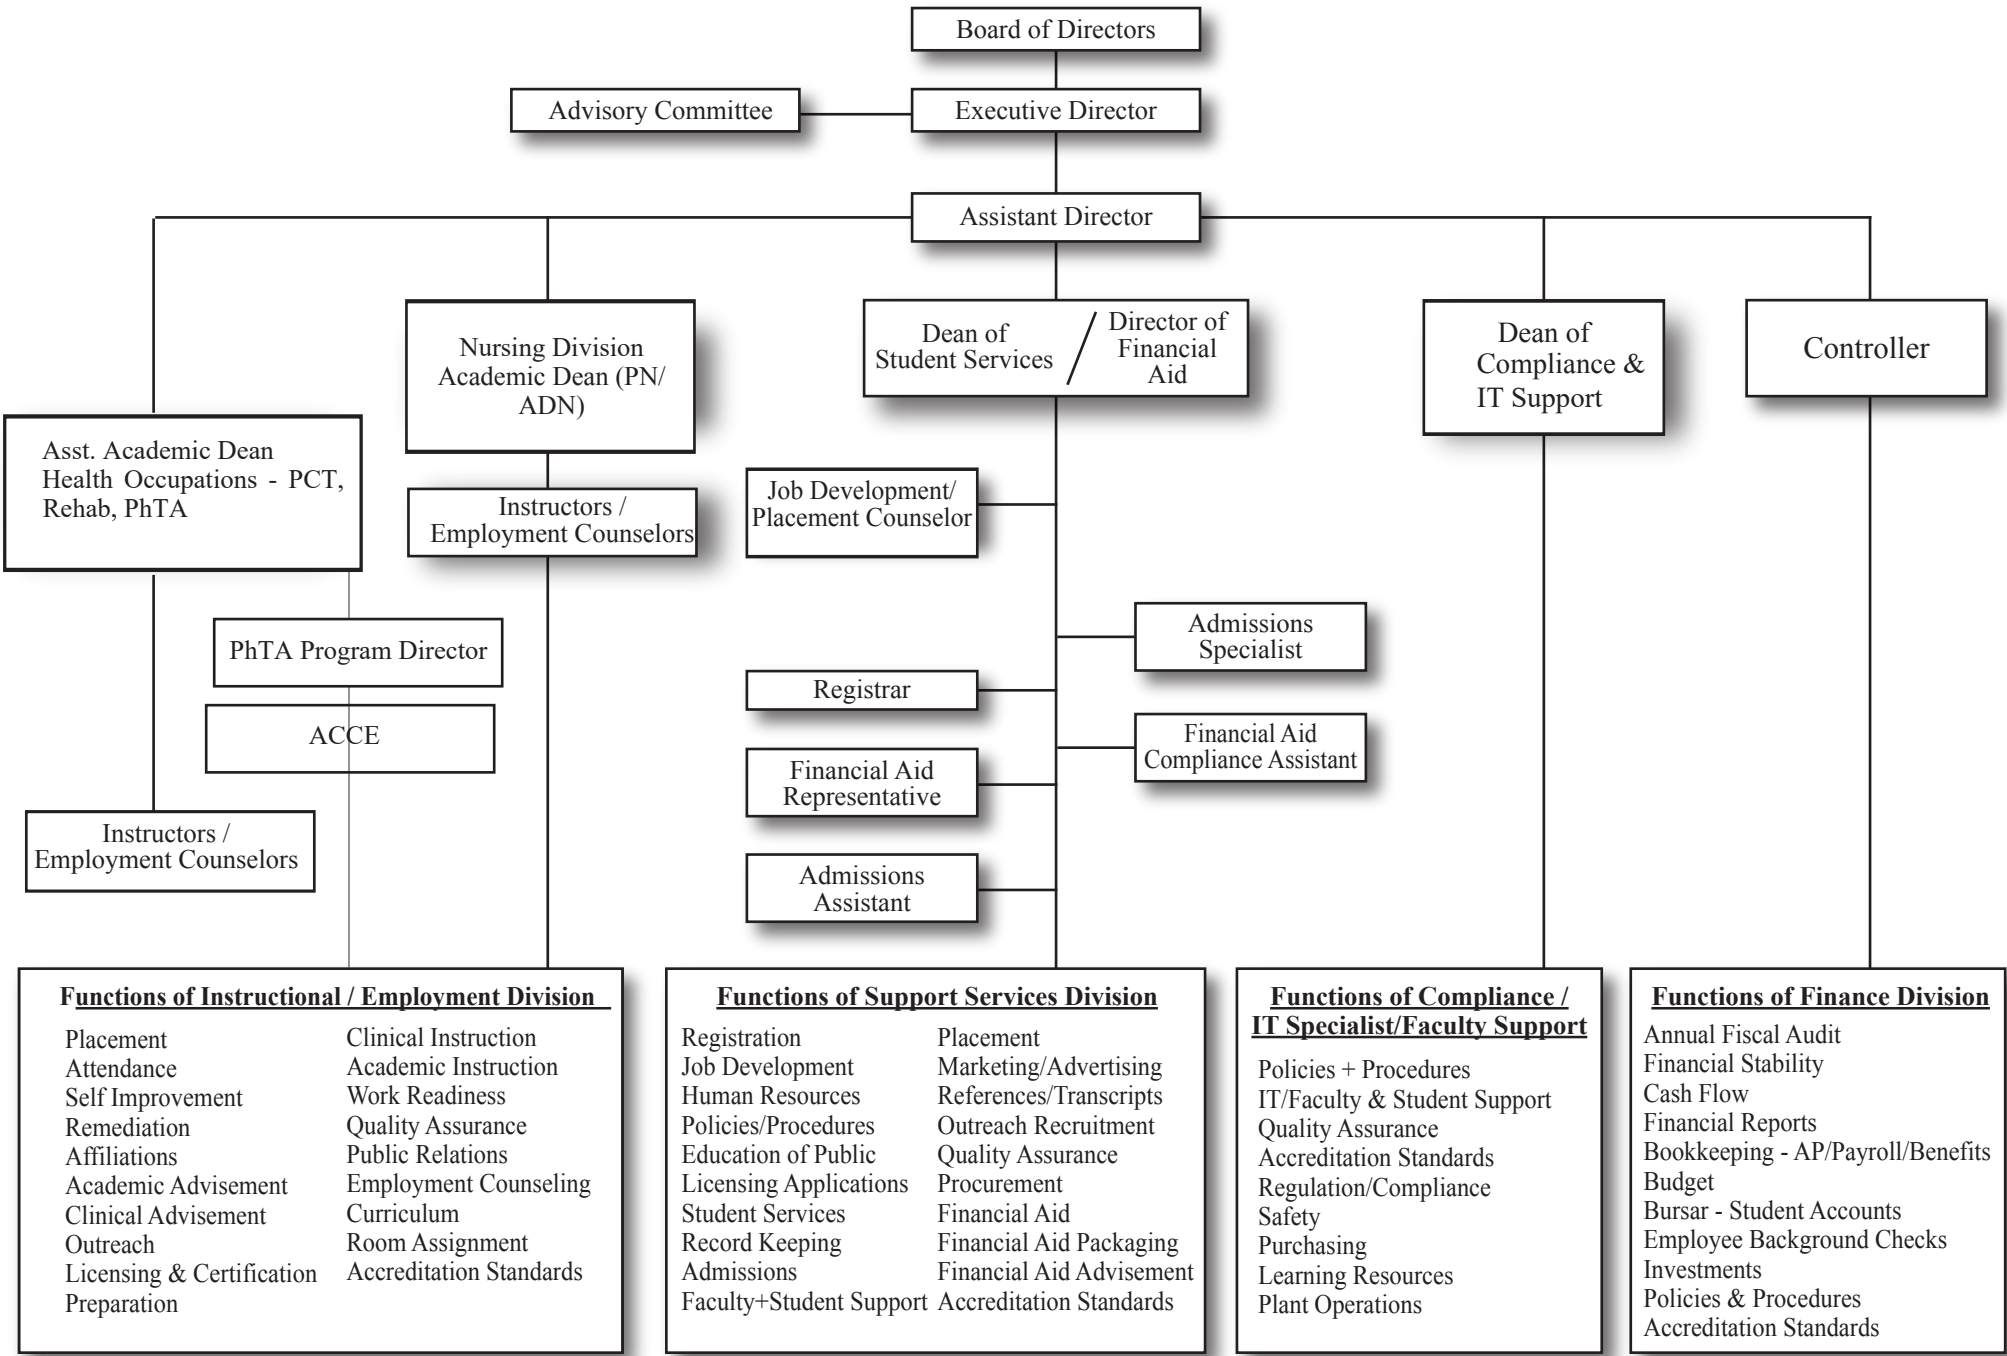 Board of Directors
Advisory Committee
Executive Director
Assistant Director
Asst. Academic Dean
Health Occupations - PCT,
Rehab, PhTA
Nursing Division
Academic Dean (PN/
ADN)
Dean of
Student Services
/
Director of
Financial
Aid
Dean of
Compliance &
IT Support
Controller
Instructors /
Employment Counselors
Job Development/
Placement Counselor
PhTA Program Director
ACCE
Admissions
Specialist
Registrar
Financial Aid
Compliance Assistant
Financial Aid
Representative
Instructors /
Employment Counselors
Admissions
Assistant
Functions of Instructional / Employment Division
Placement
Attendance
Self Improvement
Remediation
Affiliations
Academic Advisement
Clinical Advisement
Outreach
Licensing & Certification
Preparation
Clinical Instruction
Academic Instruction
Work Readiness
Quality Assurance
Public Relations
Employment Counseling
Curriculum
Room Assignment
Accreditation Standards
Functions of Support Services Division
Registration
Job Development
Human Resources
Policies/Procedures
Education of Public
Licensing Applications
Student Services
Record Keeping
Admissions
Faculty+Student Support
Placement
Marketing/Advertising
References/Transcripts
Outreach Recruitment
Quality Assurance
Procurement
Financial Aid
Financial Aid Packaging
Financial Aid Advisement
Accreditation Standards
Functions of Compliance /
IT Specialist/Faculty Support
Policies + Procedures
IT/Faculty & Student Support
Quality Assurance
Accreditation Standards
Regulation/Compliance
Safety
Purchasing
Learning Resources
Plant Operations
Functions of Finance Division
Annual Fiscal Audit
Financial Stability
Cash Flow
Financial Reports
Bookkeeping - AP/Payroll/Benefits
Budget
Bursar - Student Accounts
Employee Background Checks
Investments
Policies & Procedures
Accreditation Standards